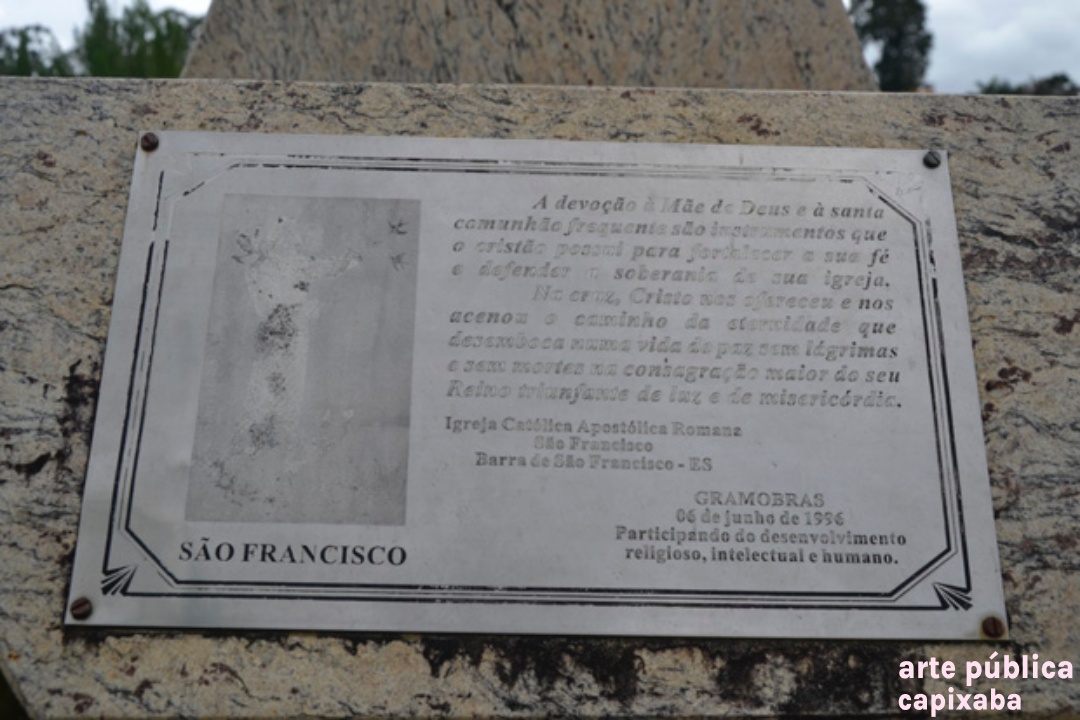 A devoção à Mãe de Deus e à santa
comunhão frequente são instrumentos que
o cristão possui para fortalecer a sua fé
e defender a soberania de sua igreja.
Na cruz, Cristo nos ofereceu e nos
acenou o caminho da eternidade que
desemboca numa vida de paz sem lágrimas
e sem mortes na consagração maior do seu
Reino triunfante de luz e de misericórdia.
Igreja Católica Apostólica Romana
São Francisco
Barra de São Francisco - ES
GRAMOBRAS
06 de junho de 1996
Participando do desenvolvimento
religioso, intelectual e humano.
SÃO FRANCISCO
arte pública
capixaba